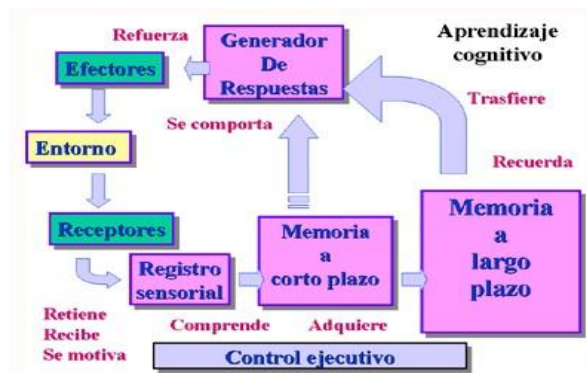 Refuerza
Generador
De
Respuestas
Aprendizaje
cognitivo
Efectores
Trasfiere
Se comporta
Entorno
Recuerda
Receptores
Registro
sensorial
Memoria
a
corto plazo
Memoria
a
largo
plazo
Retiene
Recibe
Se motiva
Comprende
Adquiere
Control ejecutivo